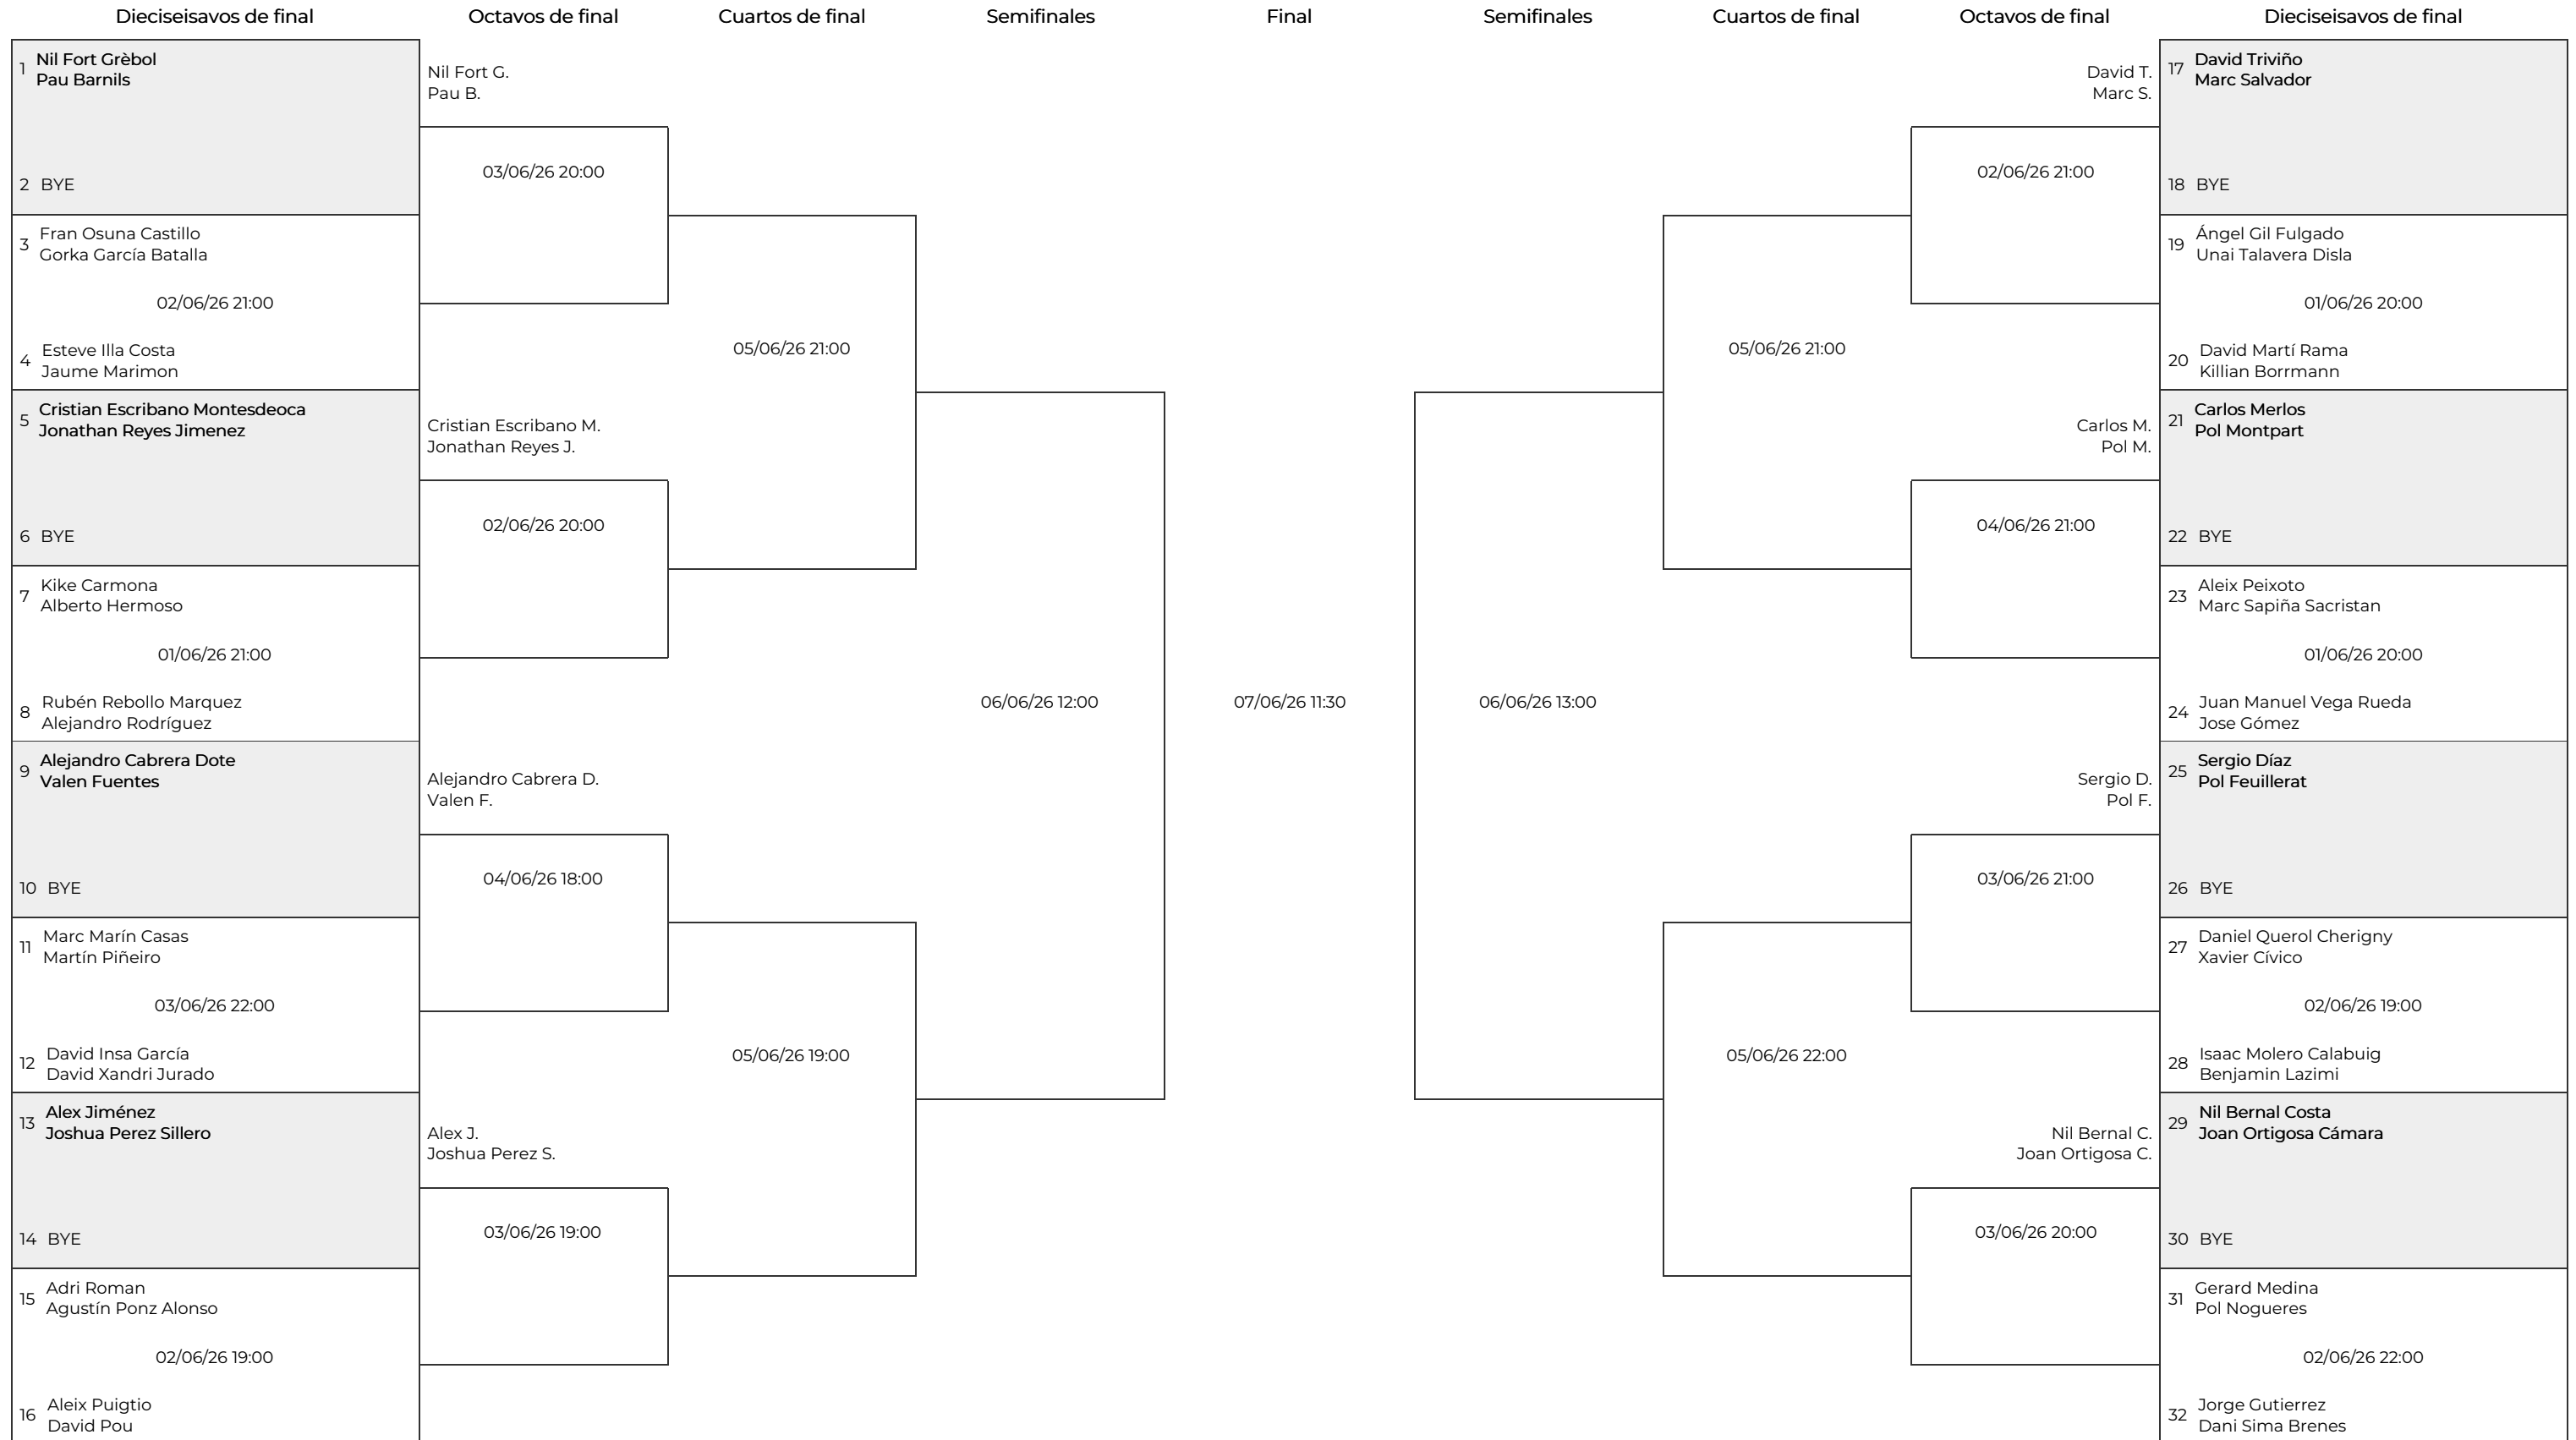 Dieciseisavos de final
Octavos de final
Cuartos de final
Semifinales
Final
Semifinales
Cuartos de final
Octavos de final
Dieciseisavos de final
1
Nil Fort Grèbol
Pau Barnils
2 BYE
3
Fran Osuna Castillo
Gorka García Batalla
02/06/26 21:00
4
Esteve Illa Costa
Jaume Marimon
5
Cristian Escribano Montesdeoca
Jonathan Reyes Jimenez
6 BYE
7
Kike Carmona
Alberto Hermoso
01/06/26 21:00
8
Rubén Rebollo Marquez
Alejandro Rodríguez
9
Alejandro Cabrera Dote
Valen Fuentes
10 BYE
11
Marc Marín Casas
Martín Piñeiro
03/06/26 22:00
12
David Insa García
David Xandri Jurado
13
Alex Jiménez
Joshua Perez Sillero
14 BYE
15
Adri Roman
Agustín Ponz Alonso
02/06/26 19:00
16
Aleix Puigtio
David Pou
Nil Fort G.
Pau B.
03/06/26 20:00
Cristian Escribano M.
Jonathan Reyes J.
02/06/26 20:00
Alejandro Cabrera D.
Valen F.
04/06/26 18:00
Alex J.
Joshua Perez S.
03/06/26 19:00
05/06/26 21:00
05/06/26 19:00
06/06/26 12:00
07/06/26 11:30
06/06/26 13:00
05/06/26 21:00
05/06/26 22:00
David T.
Marc S.
02/06/26 21:00
Carlos M.
Pol M.
04/06/26 21:00
Sergio D.
Pol F.
03/06/26 21:00
Nil Bernal C.
Joan Ortigosa C.
03/06/26 20:00
17
David Triviño
Marc Salvador
18 BYE
19
Ángel Gil Fulgado
Unai Talavera Disla
01/06/26 20:00
20
David Martí Rama
Killian Borrmann
21
Carlos Merlos
Pol Montpart
22 BYE
23
Aleix Peixoto
Marc Sapiña Sacristan
01/06/26 20:00
24
Juan Manuel Vega Rueda
Jose Gómez
25
Sergio Díaz
Pol Feuillerat
26 BYE
27
Daniel Querol Cherigny
Xavier Cívico
02/06/26 19:00
28
Isaac Molero Calabuig
Benjamin Lazimi
29
Nil Bernal Costa
Joan Ortigosa Cámara
30 BYE
31
Gerard Medina
Pol Nogueres
02/06/26 22:00
32
Jorge Gutierrez
Dani Sima Brenes